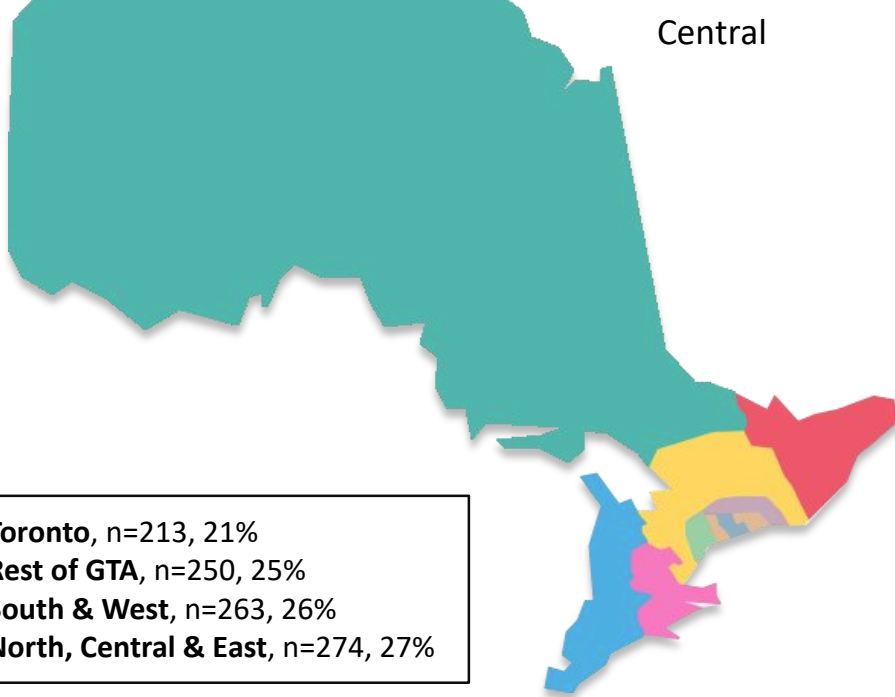 Central
Toronto, n=213, 21%
Rest of GTA, n=250, 25%
South & West, n=263, 26%
North, Central & East, n=274, 27%